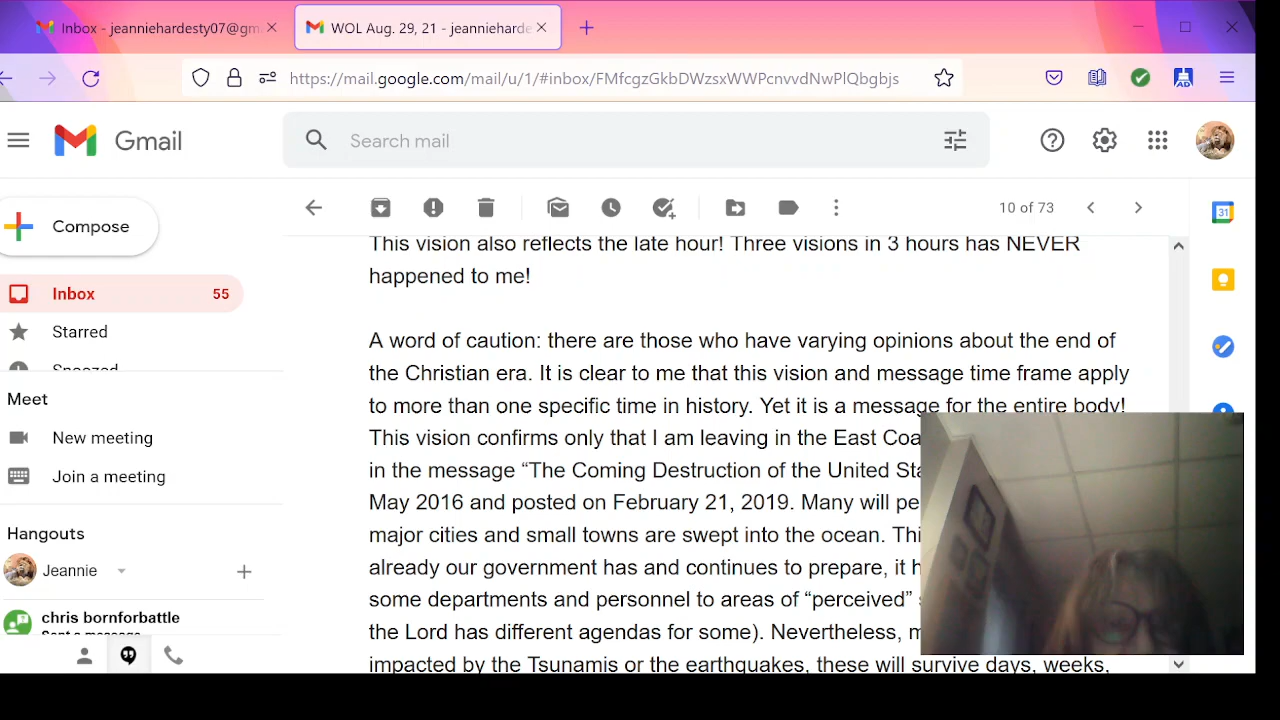 Inbox - jeanniehardesty07@gm
WOL Aug. 29, 21 - jeannieharde
https://mail.google.com/mail/u/1/#inbox/FMfcgzGkbDWzsxWWPcnvvdNwPlQbgbjs
AD
Gmail
Search mail
Compose
10 of 73
31
Inbox 55
Starred
Snoozed
Meet
New meeting
Join a meeting
Hangouts
Jeannie
chris bornforbattle
Sent a message
This vision also reflects the late hour! Three visions in 3 hours has NEVER
happened to me!
A word of caution: there are those who have varying opinions about the end of
the Christian era. It is clear to me that this vision and message time frame apply
to more than one specific time in history. Yet it is a message for the entire body!
This vision confirms only that I am leaving in the East Coa
in the message “The Coming Destruction of the United Sta
May 2016 and posted on February 21, 2019. Many will pe
major cities and small towns are swept into the ocean. Thi
already our government has and continues to prepare, it h
some departments and personnel to areas of “perceived” s
the Lord has different agendas for some). Nevertheless, m
impacted by the Tsunamis or the earthquakes, these will survive days, weeks,